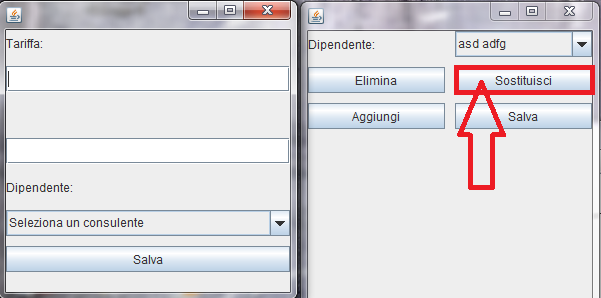 Tariffa:
Dipendente:
Seleziona un consulente
Salva
Dipendente:
asd adfg
Elimina
Sostituisci
Aggiungi
Salva